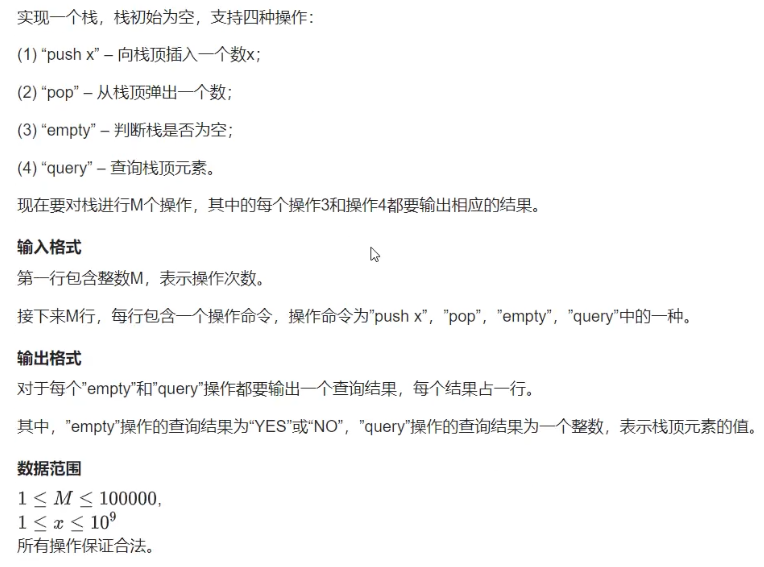 实现一个栈，栈初始为空，支持四种操作：
(1) “push x” – 向栈顶插入一个数x；
(2) “pop” – 从栈顶弹出一个数；
(3) “empty” – 判断栈是否为空；
(4) “query” – 查询栈顶元素。
现在要对栈进行M个操作，其中的每个操作3和操作4都要输出相应的结果。
输入格式
第一行包含整数M，表示操作次数。
接下来M行，每行包含一个操作命令，操作命令为”push x”，”pop”，”empty”，”query”中的一种。
输出格式
对于每个”empty”和”query”操作都要输出一个查询结果，每个结果占一行。
其中，”empty”操作的查询结果为“YES”或“NO”，”query”操作的查询结果为一个整数，表示栈顶元素的值。
数据范围
1 ≤ M ≤ 100000,
1 ≤ x ≤ 10⁹
所有操作保证合法。